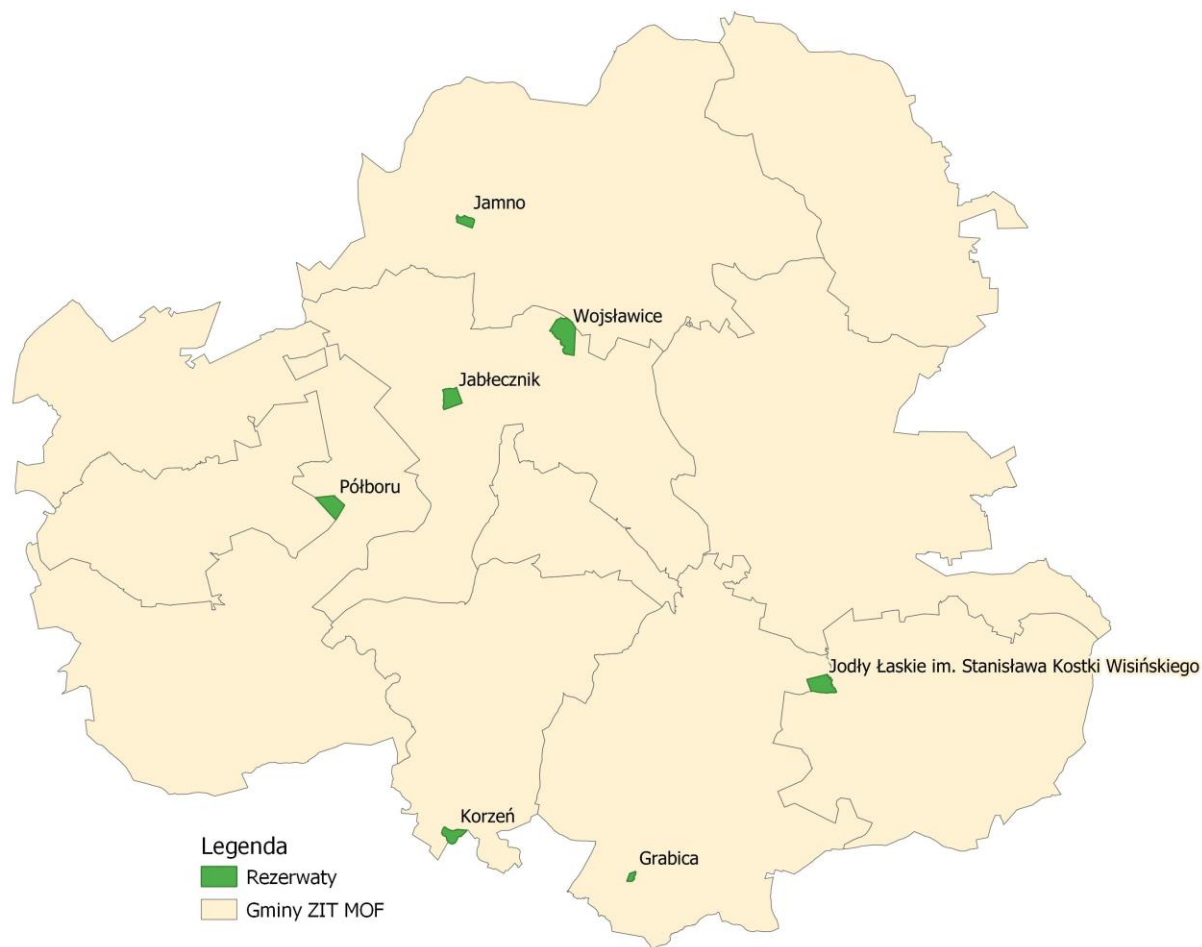 Jamno
Wojsławice
Jabłecznik
Półboru
Jodły Łaskie im. Stanisława Kostki Wisińskiego
Korzeń
Grabica
Legenda
Rezerwaty
Gminy ZIT MOF